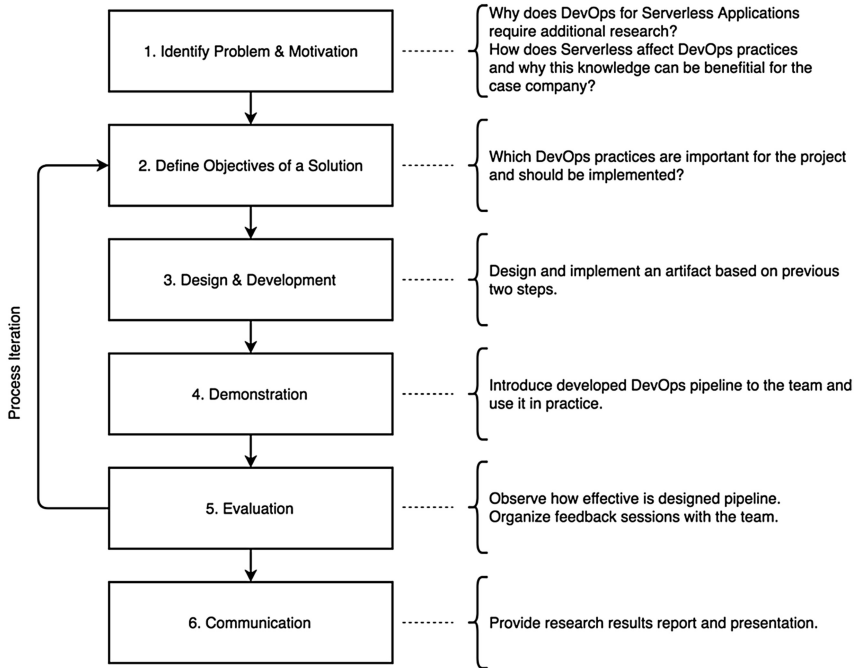 1. Identify Problem & Motivation
Why does DevOps for Serverless Applications
require additional research?
How does Serverless affect DevOps practices
and why this knowledge can be benefitial for the
case company?
2. Define Objectives of a Solution
Which DevOps practices are important for the project
and should be implemented?
3. Design & Development
Design and implement an artifact based on previous
two steps.
4. Demonstration
Introduce developed DevOps pipeline to the team and
use it in practice.
5. Evaluation
Observe how effective is designed pipeline.
Organize feedback sessions with the team.
6. Communication
Provide research results report and presentation.
Process Iteration